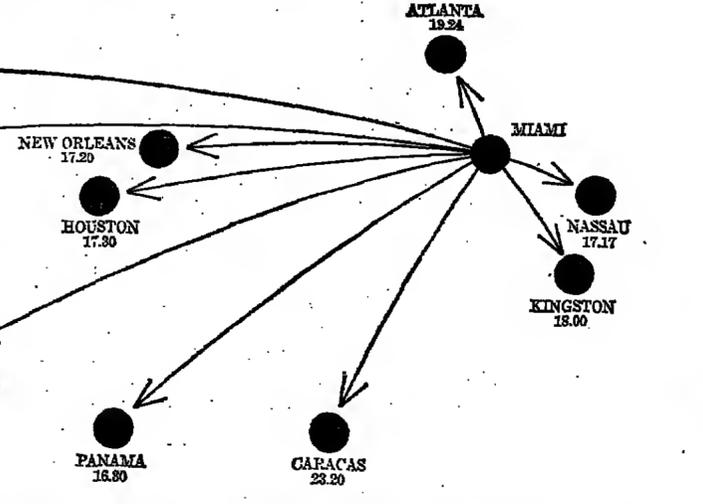 ATLANTA
19.24
MIAMI
NEW ORLEANS
17.20
HOUSTON
17.30
NASSAU
17.17
KINGSTON
18.00
PANAMA
16.30
CARACAS
23.20